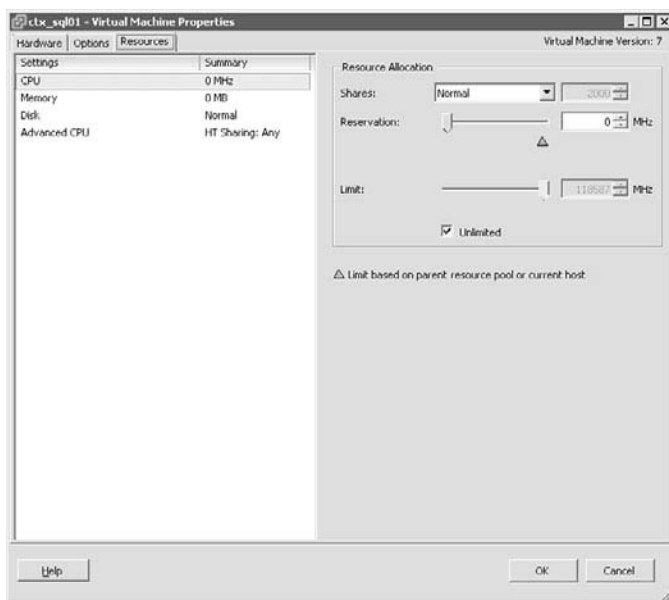 ctx_sql01 - Virtual Machine Properties
Hardware Options Resources Virtual Machine Version: 7
Settings Summary
CPU 0 MHz
Memory 0 MB
Disk Normal
Advanced CPU HT Sharing: Any
Resource Allocation
Shares: Normal 2000
Reservation: 0 MHz
Limit: 118587 MHz
Unlimited
Limit based on parent resource pool or current host
Help OK Cancel